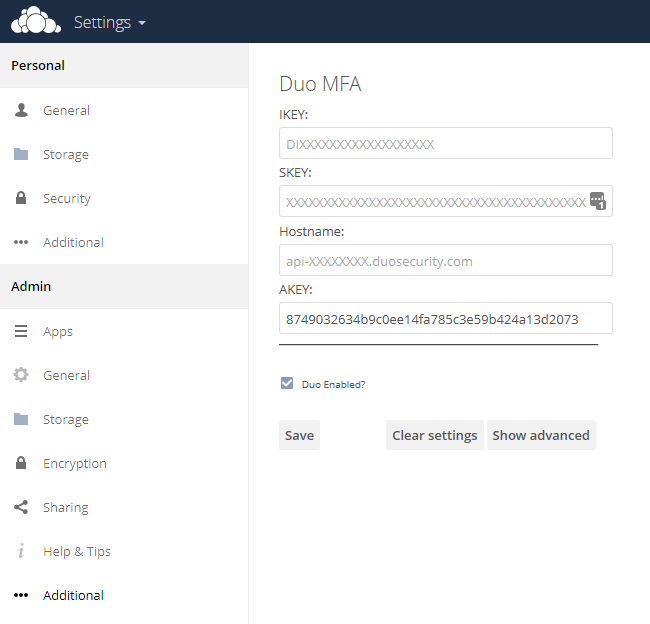 Settings
Personal
General
Storage
Security
Additional
Admin
Apps
General
Storage
Encryption
Sharing
Help & Tips
Additional
Duo MFA
IKEY:
DIXXXXXXXXXXXXXXXXXX
SKEY:
XXXXXXXXXXXXXXXXXXXXXXXXXXXXXXXXXXXXXXXX
1
Hostname:
api-XXXXXXXX.duosecurity.com
AKEY:
8749032634b9c0ee14fa785c3e59b424a13d2073
Duo Enabled?
Save Clear settings Show advanced